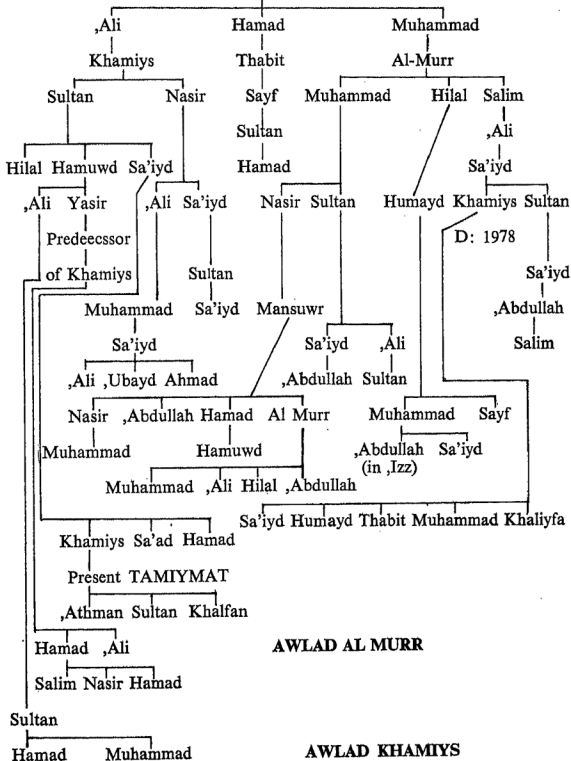 ,Ali Hamad Muhammad
Khamiys Thabit Al-Murr
Sultan Nasir Sayf Muhammad Hilal Salim
Sultan ,Ali
Hilal Hamuwd Sa'iyd Hamad Sa'iyd
,Ali Yasir ,Ali Sa'iyd Nasir Sultan Humayd Khamiys Sultan
Predeecssor D: 1978
of Khamiys Sultan Sa'iyd
Muhammad Sa'iyd Mansuwr ,Abdullah
Sa'iyd Sa'iyd ,Ali Salim
,Ali ,Ubayd Ahmad ,Abdullah Sultan
Nasir ,Abdullah Hamad Al Murr Muhammad Sayf
Muhammad Hamuwd ,Abdullah Sa'iyd
(in ,Izz)
Muhammad ,Ali Hilal ,Abdullah
Sa'iyd Humayd Thabit Muhammad Khaliyfa
Khamiys Sa'ad Hamad
Present TAMIYMAT
,Athman Sultan Khalfan
Hamad ,Ali AWLAD AL MURR
Salim Nasir Hamad
Sultan
Hamad Muhammad AWLAD KHAMIYS